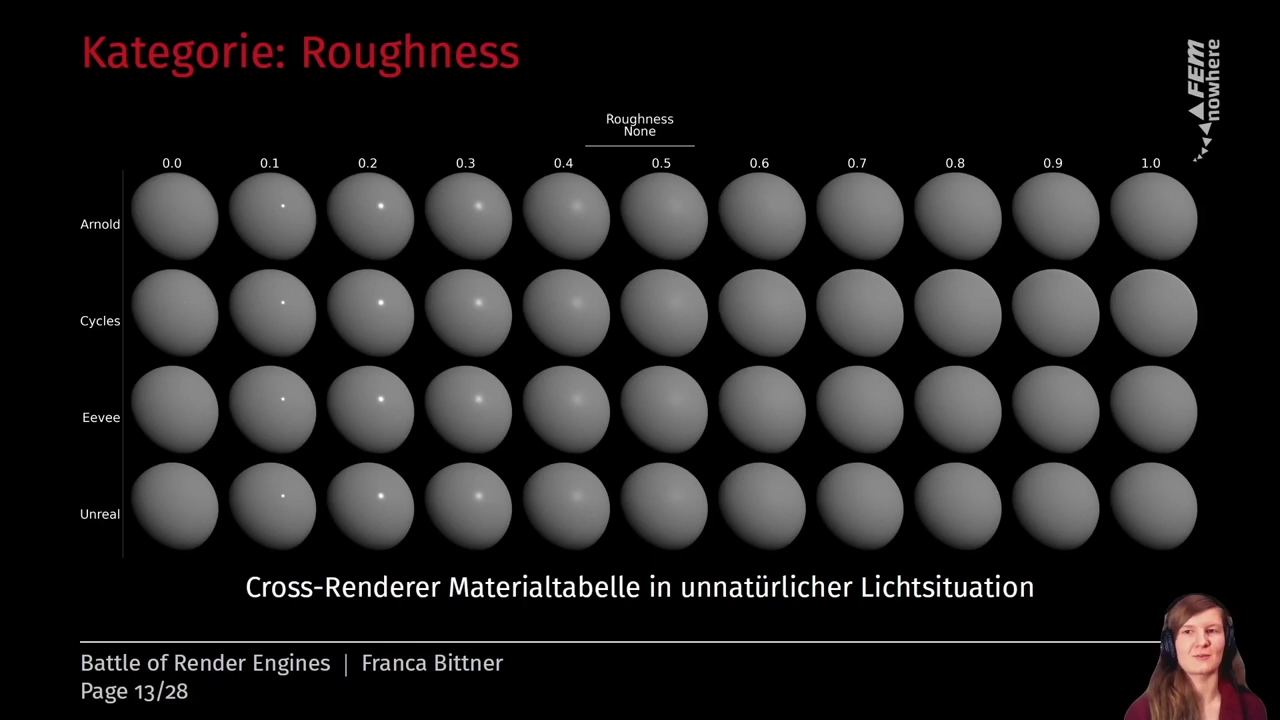 Kategorie: Roughness
FEM
nowhere
Roughness
None
0.0 0.1 0.2 0.3 0.4 0.5 0.6 0.7 0.8 0.9 1.0
Arnold
Cycles
Eevee
Unreal
Cross-Renderer Materialtabelle in unnatürlicher Lichtsituation
Battle of Render Engines | Franca Bittner
Page 13/28